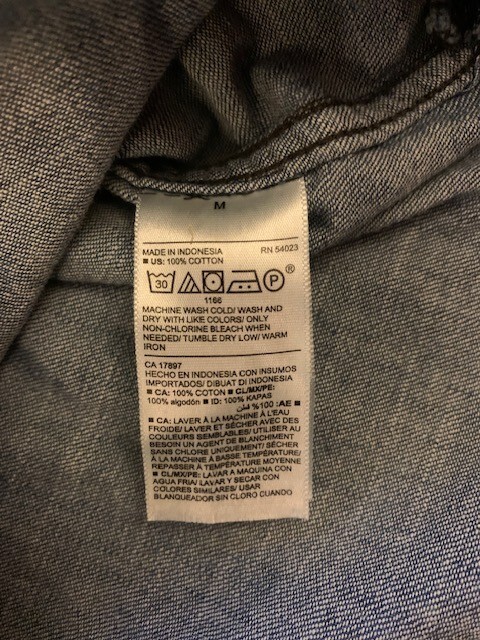 M
MADE IN INDONESIA RN 54023
■ US: 100% COTTON
30 P ®
1166
MACHINE WASH COLD/ WASH AND
DRY WITH LIKE COLORS/ ONLY
NON-CHLORINE BLEACH WHEN
NEEDED/ TUMBLE DRY LOW/ WARM
IRON
CA 17897
HECHO EN INDONESIA CON INSUMOS
IMPORTADOS/ DIBUAT DI INDONESIA
■ CA: 100% COTON ■ CL/MX/PE:
100% algodón ■ ID: 100% KAPAS
■ AE: 100% قطن
■ CA: LAVER À LA MACHINE À L'EAU
FROIDE/ LAVER ET SÉCHER AVEC DES
COULEURS SEMBLABLES/ UTILISER AU
BESOIN UN AGENT DE BLANCHIMENT
SANS CHLORE UNIQUEMENT/ SÉCHER
À LA MACHINE À BASSE TEMPÉRATURE/
REPASSER À TEMPÉRATURE MOYENNE
■ CL/MX/PE: LAVAR A MAQUINA CON
AGUA FRIA/ LAVAR Y SECAR CON
COLORES SIMILARES/ USAR
BLANQUEADOR SIN CLORO CUANDO